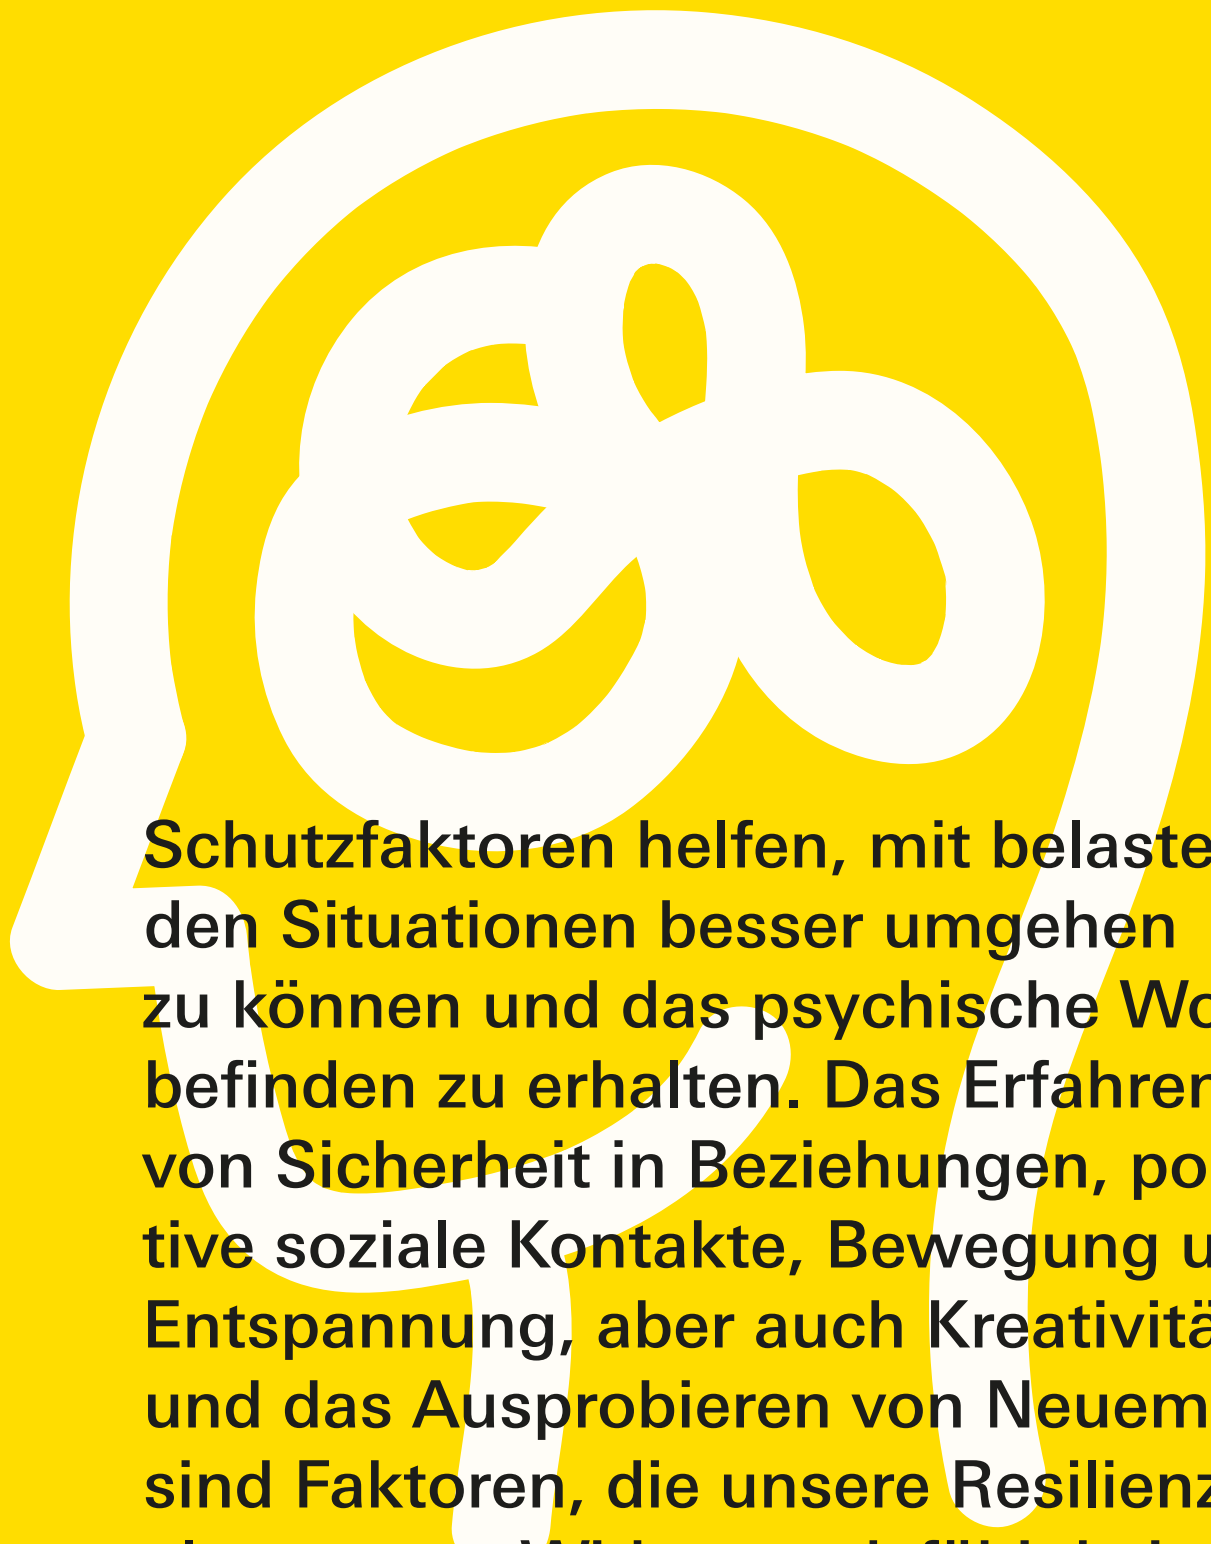 Schutzfaktoren helfen, mit belaste
den Situationen besser umgehen
zu können und das psychische Wo
befinden zu erhalten. Das Erfahren
von Sicherheit in Beziehungen, po
tive soziale Kontakte, Bewegung u
Entspannung, aber auch Kreativitä
und das Ausprobieren von Neuem
sind Faktoren, die unsere Resilienz